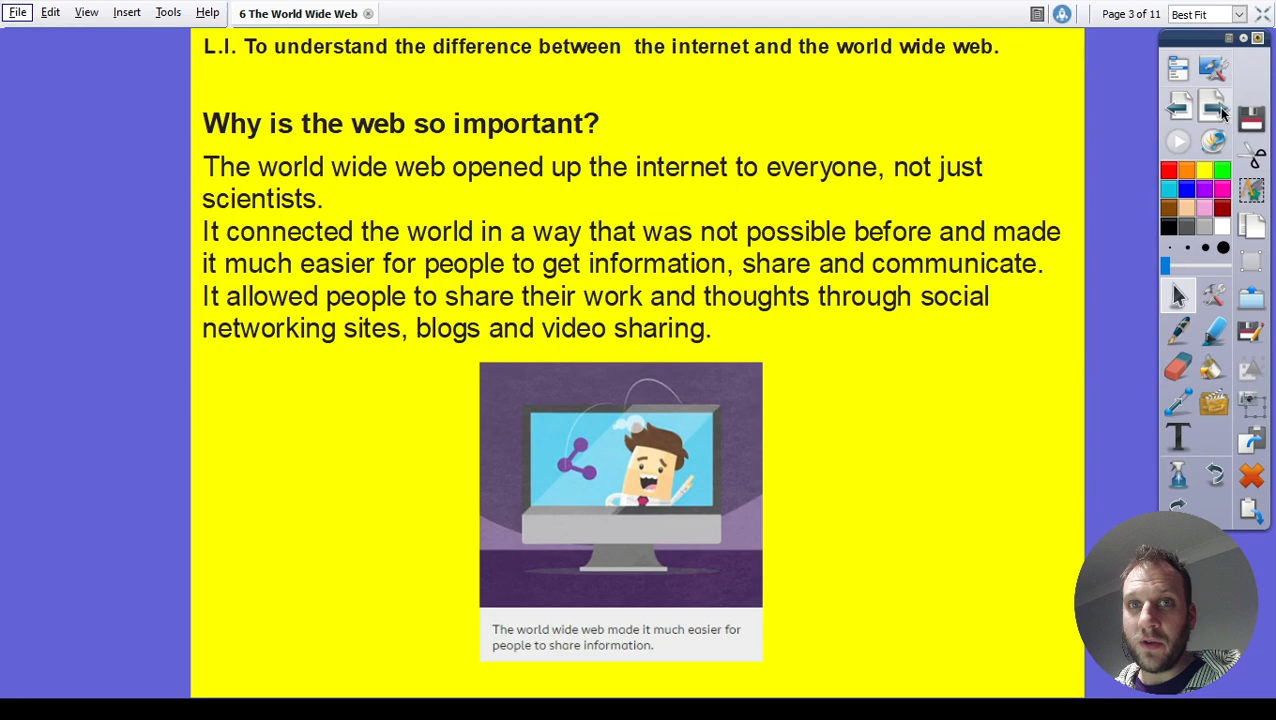 File Edit View Insert Tools Help 6 The World Wide Web Page 3 of 11 Best Fit
L.I. To understand the difference between the internet and the world wide web.
Why is the web so important?
The world wide web opened up the internet to everyone, not just
scientists.
It connected the world in a way that was not possible before and made
it much easier for people to get information, share and communicate.
It allowed people to share their work and thoughts through social
networking sites, blogs and video sharing.
The world wide web made it much easier for
people to share information.